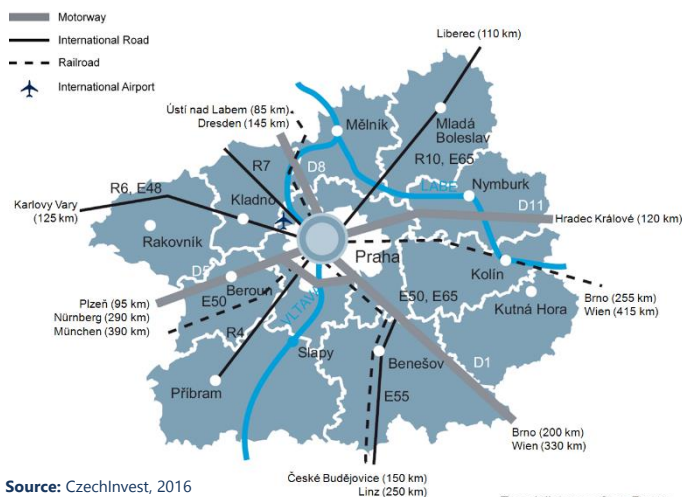 Motorway
International Road
Railroad
International Airport
Liberec (110 km)
Ústí nad Labem (85 km)
Dresden (145 km)
Mělník
Mladá
Boleslav
R7
D8
R10, E65
R6, E48
Kladno
LABE
Nymburk
D11
Karlovy Vary
(125 km)
Hradec Králové (120 km)
Rakovník
Praha
D5
Kolín
Beroun
E50
E50, E65
Plzeň (95 km)
Nürnberg (290 km)
München (390 km)
Brno (255 km)
Wien (415 km)
Kutná Hora
VLTAVA
R4
Slapy
Benešov
D1
Příbram
E55
Brno (200 km)
Wien (330 km)
České Budějovice (150 km)
Linz (250 km)
Source: CzechInvest, 2016